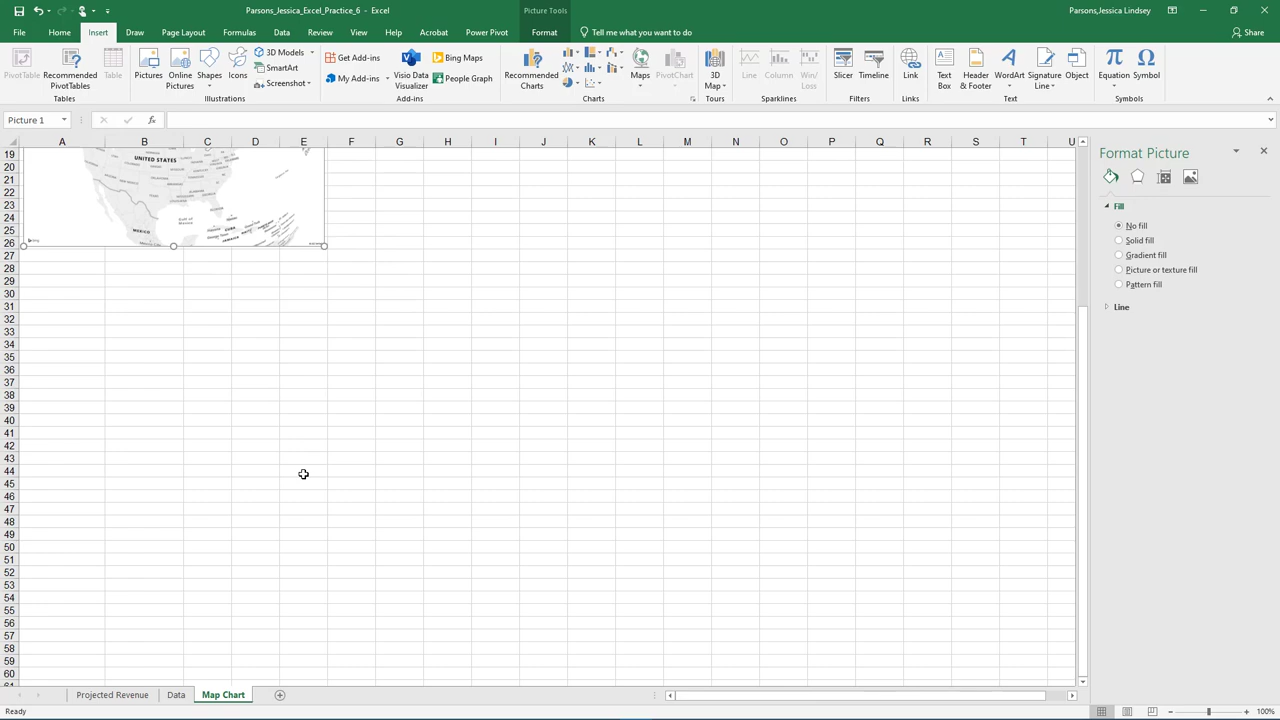 Parsons_Jessica_Excel_Practice_6 - Excel
Picture Tools
Parsons,Jessica Lindsey
File Home Insert Draw Page Layout Formulas Data Review View Help Acrobat Power Pivot Format Tell me what you want to do Share
PivotTable Recommended PivotTables Table
Tables
Pictures Online Pictures Shapes Icons 3D Models SmartArt Screenshot
Illustrations
Get Add-ins My Add-ins Visio Data Visualizer Bing Maps People Graph
Add-ins
Recommended Charts Maps PivotChart
Charts
3D Map
Tours
Line Column Win/Loss
Sparklines
Slicer Timeline
Filters
Link
Links
Text Box Header & Footer WordArt Signature Line Object
Text
Equation Symbol
Symbols
Picture 1
fx
A B C D E F G H I J K L M N O P Q R S T U
19
20
21
22
23
24
25
26
27
28
29
30
31
32
33
34
35
36
37
38
39
40
41
42
43
44
45
46
47
48
49
50
51
52
53
54
55
56
57
58
59
60
UNITED STATES
Gulf of Mexico
MEXICO
CUBA
JAMAICA
Format Picture
Fill
No fill
Solid fill
Gradient fill
Picture or texture fill
Pattern fill
Line
Projected Revenue Data Map Chart
Ready
100%